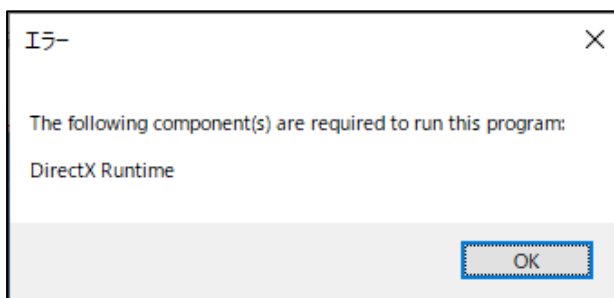 エラー
The following component(s) are required to run this program:
DirectX Runtime
OK